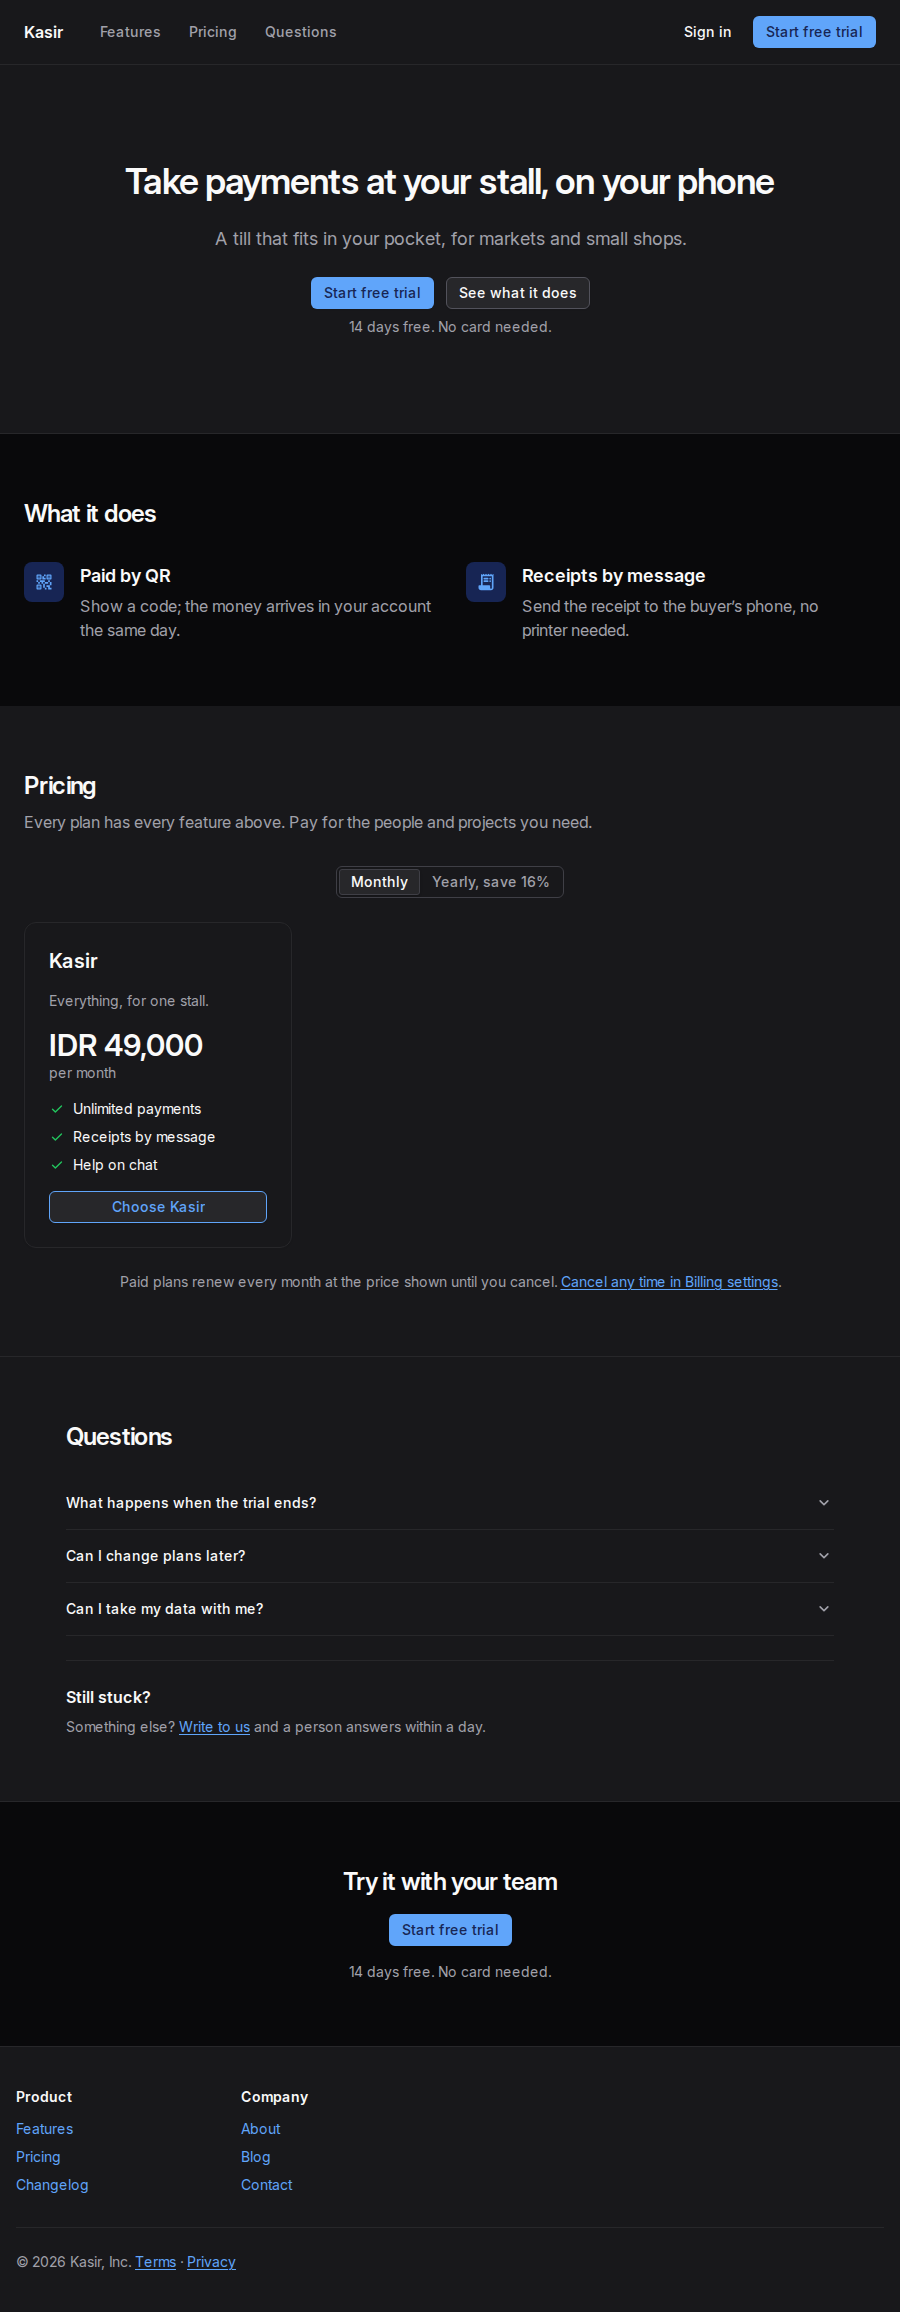 Kasir
Features
Pricing
Questions
Sign in
Start free trial
Take payments at your stall, on your phone
A till that fits in your pocket, for markets and small shops.
Start free trial
See what it does
14 days free. No card needed.
What it does
Paid by QR
Show a code; the money arrives in your account
the same day.
Receipts by message
Send the receipt to the buyer's phone, no
printer needed.
Pricing
Every plan has every feature above. Pay for the people and projects you need.
Monthly
Yearly, save 16%
Kasir
Everything, for one stall.
IDR 49,000
per month
Unlimited payments
Receipts by message
Help on chat
Choose Kasir
Paid plans renew every month at the price shown until you cancel. Cancel any time in Billing settings.
Questions
What happens when the trial ends?
Can I change plans later?
Can I take my data with me?
Still stuck?
Something else? Write to us and a person answers within a day.
Try it with your team
Start free trial
14 days free. No card needed.
Product
Features
Pricing
Changelog
Company
About
Blog
Contact
© 2026 Kasir, Inc. Terms · Privacy